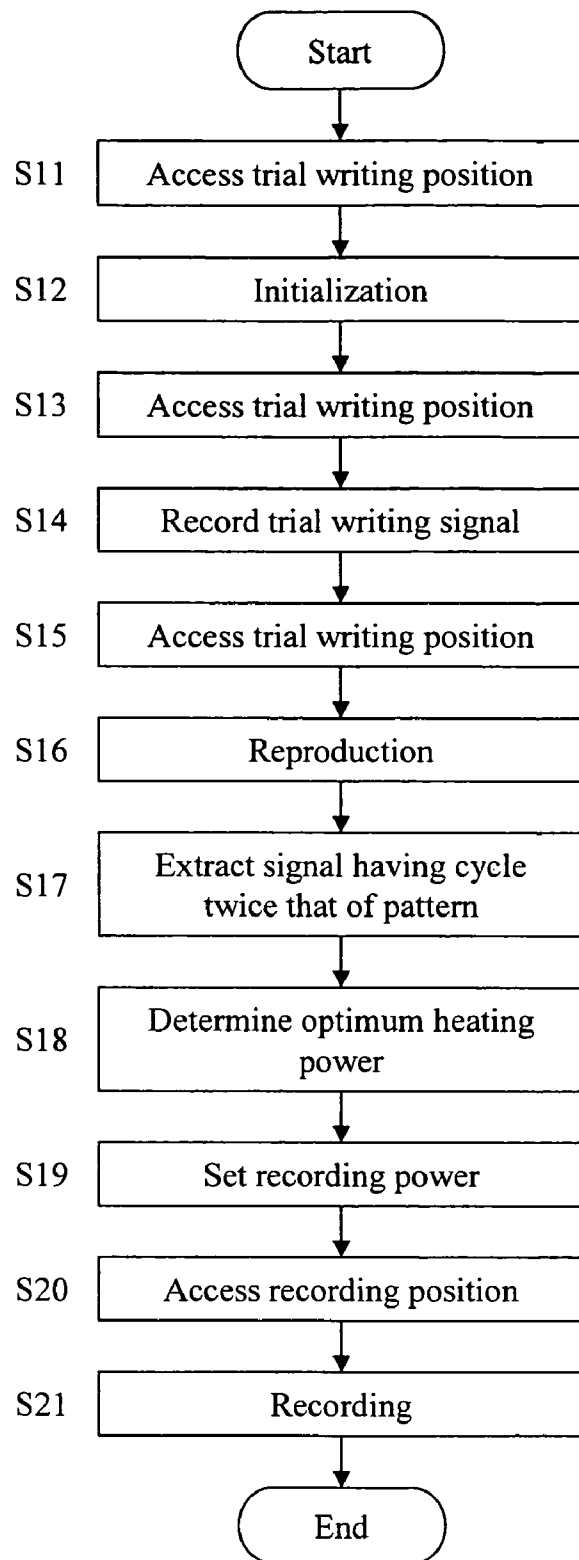 Start
S11 Access trial writing position
S12 Initialization
S13 Access trial writing position
S14 Record trial writing signal
S15 Access trial writing position
S16 Reproduction
S17 Extract signal having cycle
twice that of pattern
S18 Determine optimum heating
power
S19 Set recording power
S20 Access recording position
S21 Recording
End